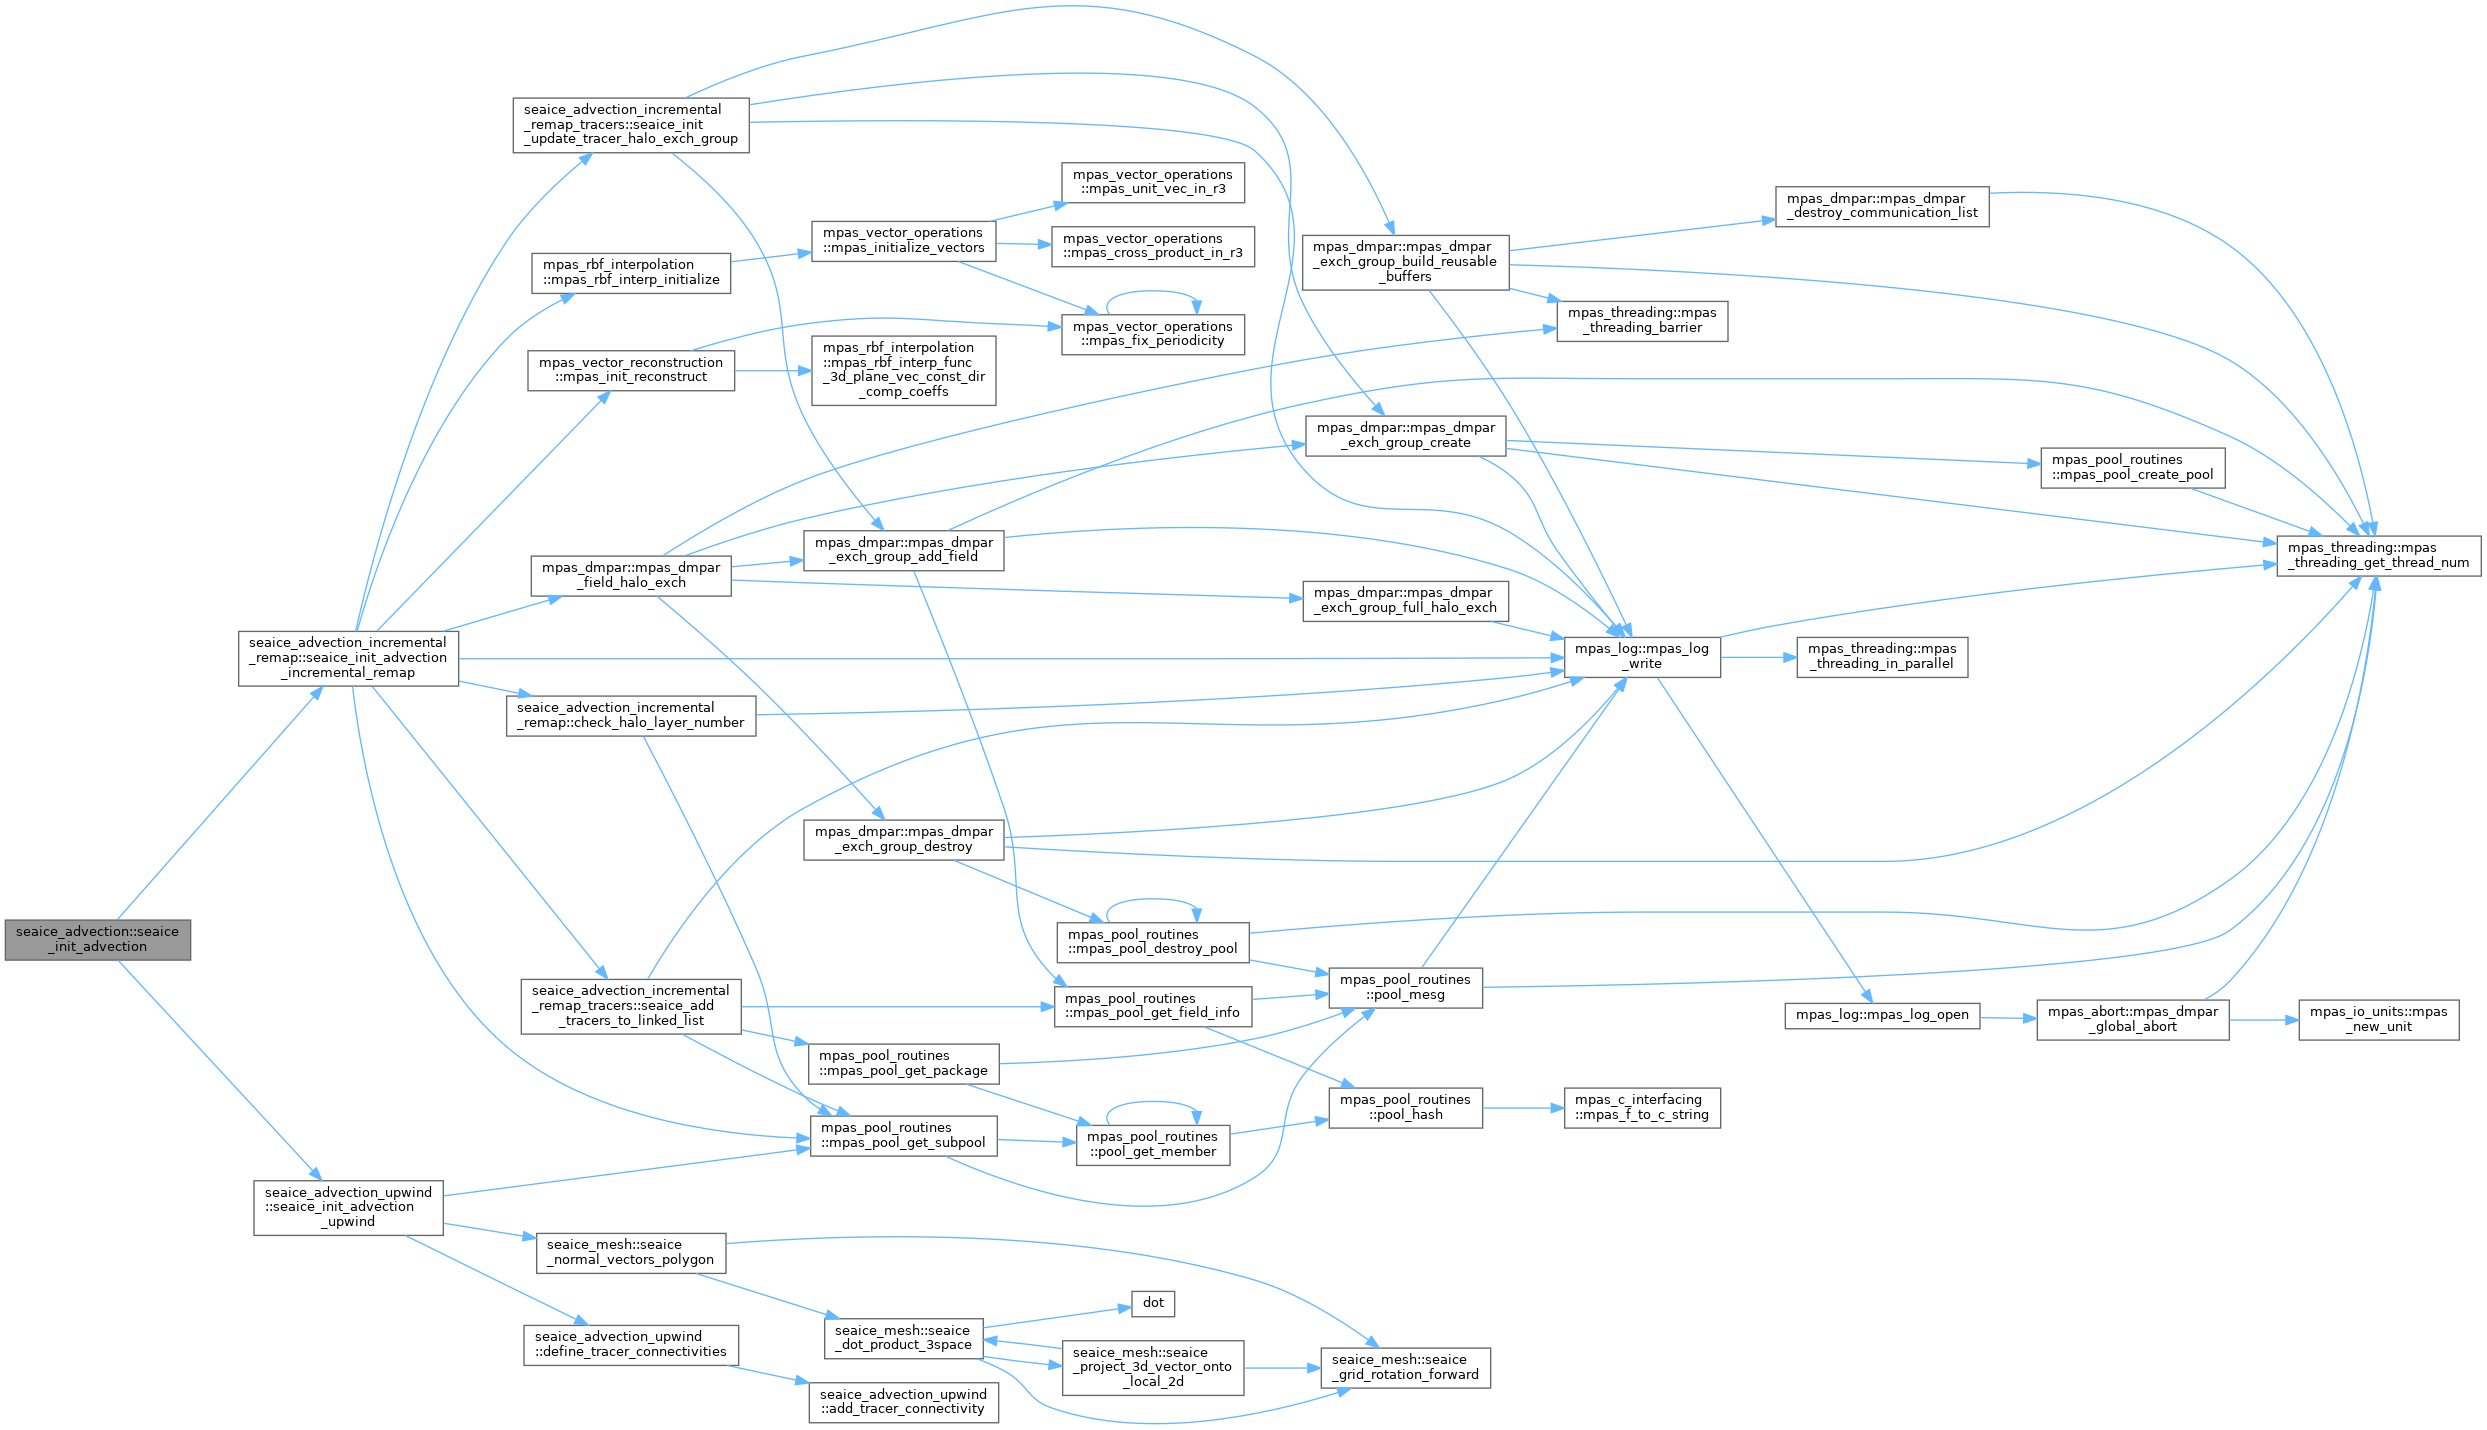 seaice_advection::seaice
_init_advection
seaice_advection_incremental
_remap::seaice_init_advection
_incremental_remap
seaice_advection_upwind
::seaice_init_advection
_upwind
seaice_advection_incremental
_remap_tracers::seaice_init
_update_tracer_halo_exch_group
mpas_rbf_interpolation
::mpas_rbf_interp_initialize
mpas_vector_reconstruction
::mpas_init_reconstruct
mpas_dmpar::mpas_dmpar
_field_halo_exch
seaice_advection_incremental
_remap::check_halo_layer_number
seaice_advection_incremental
_remap_tracers::seaice_add
_tracers_to_linked_list
seaice_mesh::seaice
_normal_vectors_polygon
seaice_advection_upwind
::define_tracer_connectivities
mpas_vector_operations
::mpas_initialize_vectors
mpas_rbf_interpolation
::mpas_rbf_interp_func
_3d_plane_vec_const_dir
_comp_coeffs
mpas_dmpar::mpas_dmpar
_exch_group_add_field
mpas_dmpar::mpas_dmpar
_exch_group_destroy
mpas_pool_routines
::mpas_pool_get_package
mpas_pool_routines
::mpas_pool_get_subpool
seaice_mesh::seaice
_dot_product_3space
seaice_advection_upwind
::add_tracer_connectivity
mpas_vector_operations
::mpas_unit_vec_in_r3
mpas_vector_operations
::mpas_cross_product_in_r3
mpas_vector_operations
::mpas_fix_periodicity
mpas_pool_routines
::mpas_pool_destroy_pool
mpas_pool_routines
::mpas_pool_get_field_info
mpas_pool_routines
::pool_get_member
dot
seaice_mesh::seaice
_project_3d_vector_onto
_local_2d
mpas_dmpar::mpas_dmpar
_exch_group_build_reusable
_buffers
mpas_dmpar::mpas_dmpar
_exch_group_create
mpas_dmpar::mpas_dmpar
_exch_group_full_halo_exch
mpas_pool_routines
::pool_mesg
mpas_pool_routines
::pool_hash
seaice_mesh::seaice
_grid_rotation_forward
mpas_threading::mpas
_threading_barrier
mpas_log::mpas_log
_write
mpas_c_interfacing
::mpas_f_to_c_string
mpas_dmpar::mpas_dmpar
_destroy_communication_list
mpas_threading::mpas
_threading_in_parallel
mpas_log::mpas_log_open
mpas_pool_routines
::mpas_pool_create_pool
mpas_abort::mpas_dmpar
_global_abort
mpas_threading::mpas
_threading_get_thread_num
mpas_io_units::mpas
_new_unit